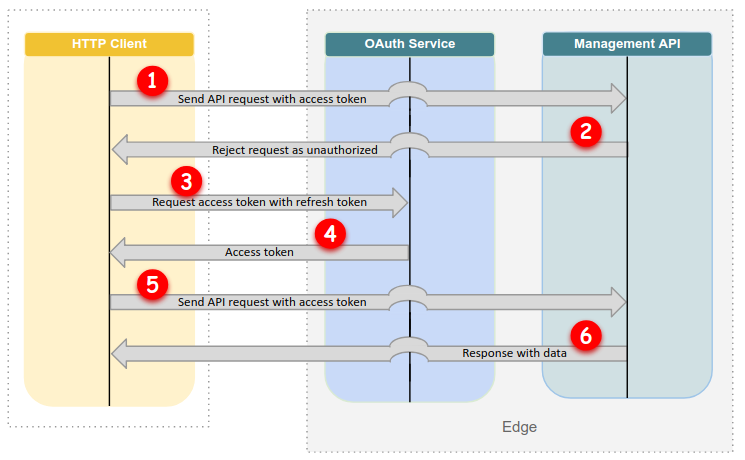 HTTP Client
OAuth Service
Management API
1
Send API request with access token
2
Reject request as unauthorized
3
Request access token with refresh token
4
Access token
5
Send API request with access token
6
Response with data
Edge